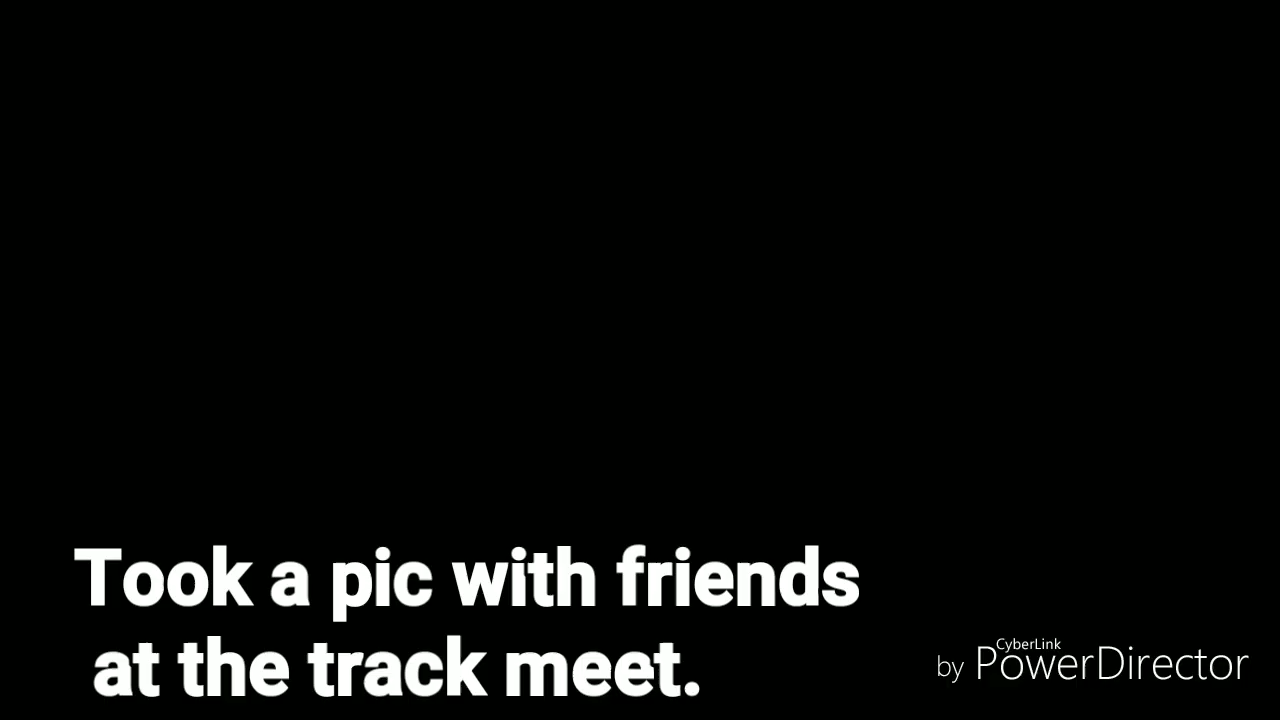 Took a pic with friends
at the track meet.
CyberLink
by PowerDirector